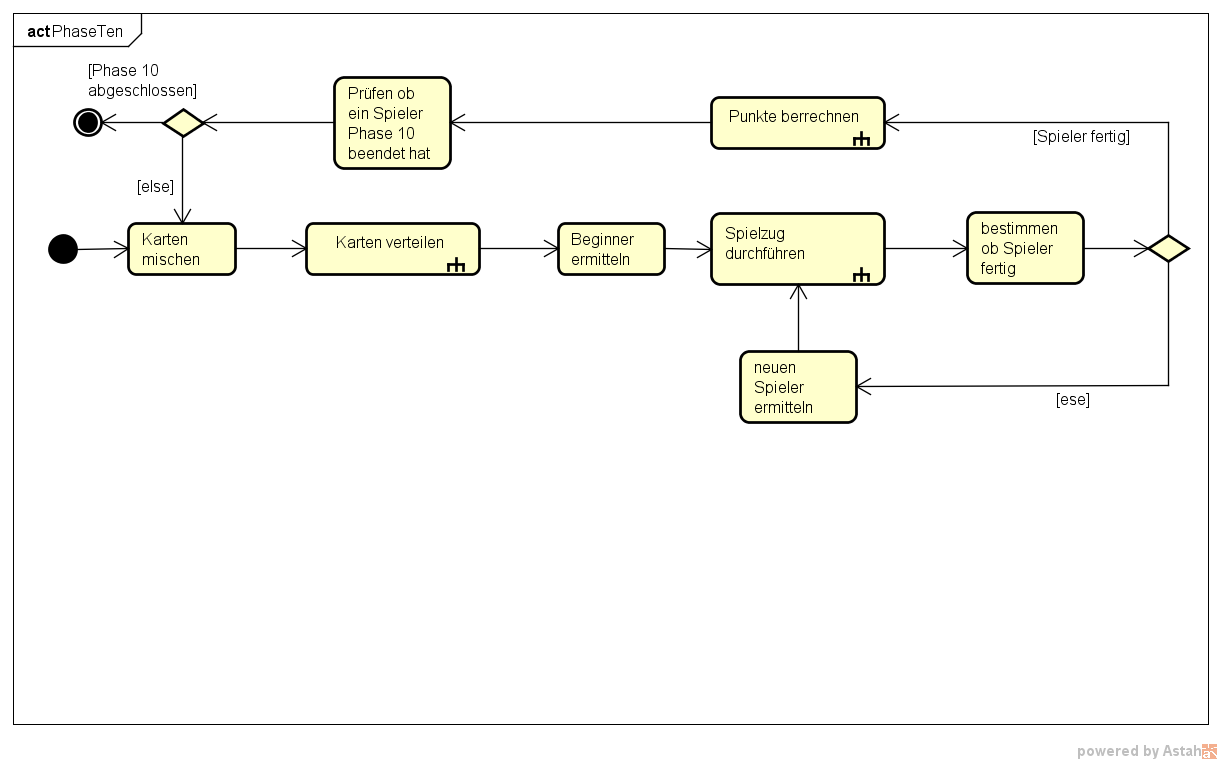 act PhaseTen
[Phase 10
abgeschlossen]
Prüfen ob
ein Spieler
Phase 10
beendet hat
Punkte berrechnen
[Spieler fertig]
[else]
Karten
mischen
Karten verteilen
Beginner
ermitteln
Spielzug
durchführen
bestimmen
ob Spieler
fertig
neuen
Spieler
ermitteln
[ese]
powered by Astah